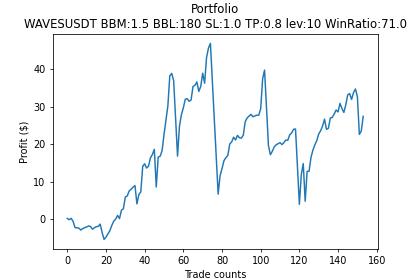 Portfolio
WAVESUSDT BBM:1.5 BBL:180 SL:1.0 TP:0.8 lev:10 WinRatio:71.0
Profit ($)
40
30
20
10
0
0 20 40 60 80 100 120 140 160
Trade counts